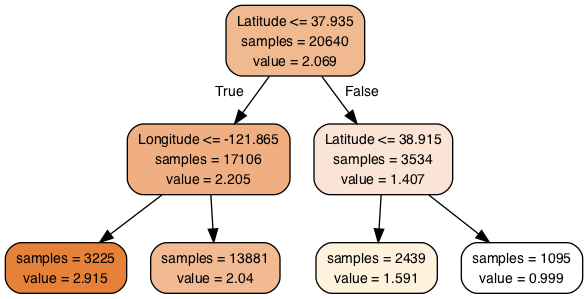 Latitude <= 37.935
samples = 20640
value = 2.069
True
False
Longitude <= -121.865
samples = 17106
value = 2.205
Latitude <= 38.915
samples = 3534
value = 1.407
samples = 3225
value = 2.915
samples = 13881
value = 2.04
samples = 2439
value = 1.591
samples = 1095
value = 0.999